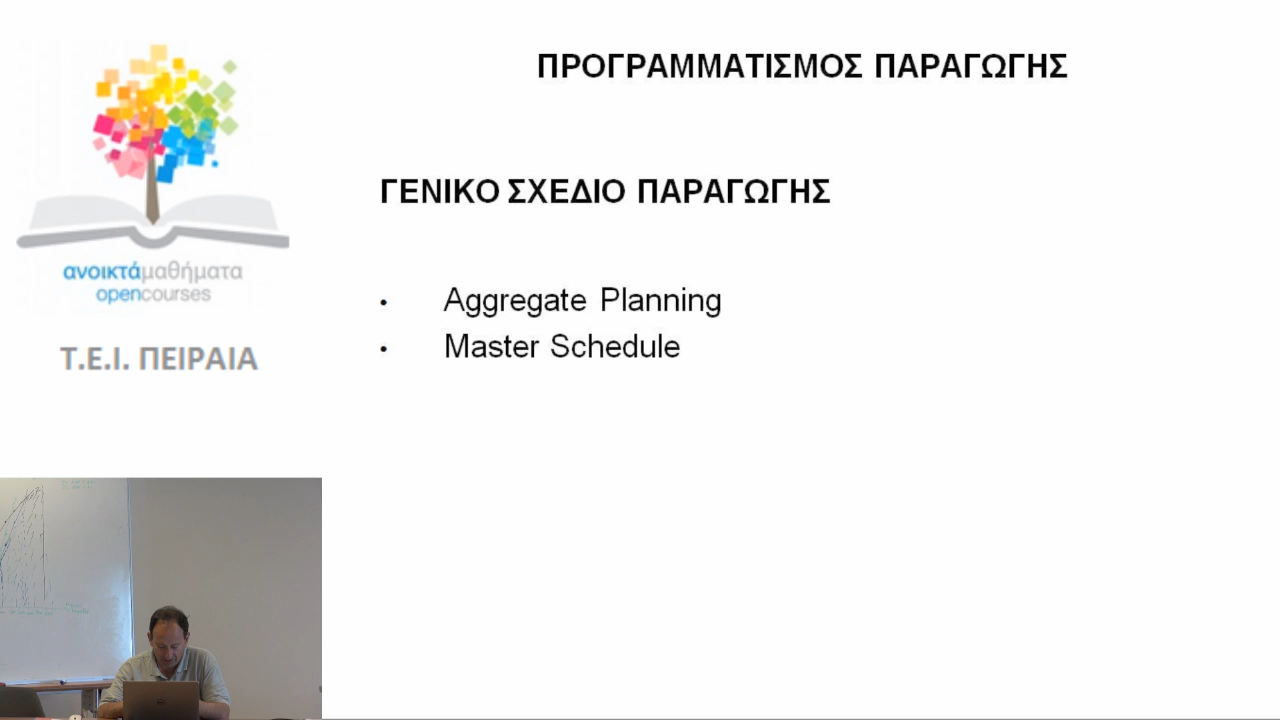 ΠΡΟΓΡΑΜΜΑΤΙΣΜΟΣ ΠΑΡΑΓΩΓΗΣ
ΓΕΝΙΚΟ ΣΧΕΔΙΟ ΠΑΡΑΓΩΓΗΣ
• Aggregate Planning
• Master Schedule
ανοικτάμαθήματα
opencourses
Τ.Ε.Ι. ΠΕΙΡΑΙΑ